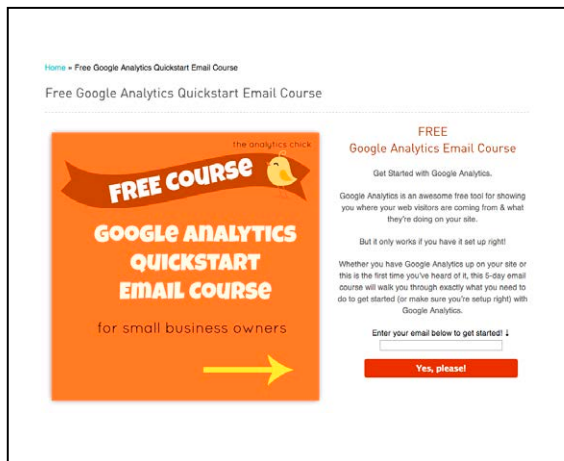 Home » Free Google Analytics Quickstart Email Course
Free Google Analytics Quickstart Email Course
the analytics chick
FREE COURSE
GOOGLE ANALYTICS
QUICKSTART
EMAIL COURSE
for small business owners
FREE
Google Analytics Email Course
Get Started with Google Analytics.
Google Analytics is an awesome free tool for showing
you where your web visitors are coming from & what
they're doing on your site.
But it only works if you have it set up right!
Whether you have Google Analytics up on your site or
this is the first time you've heard of it, this 5-day email
course will walk you through exactly what you need to
do to get started (or make sure you're setup right) with
Google Analytics.
Enter your email below to get started! ↓
Yes, please!